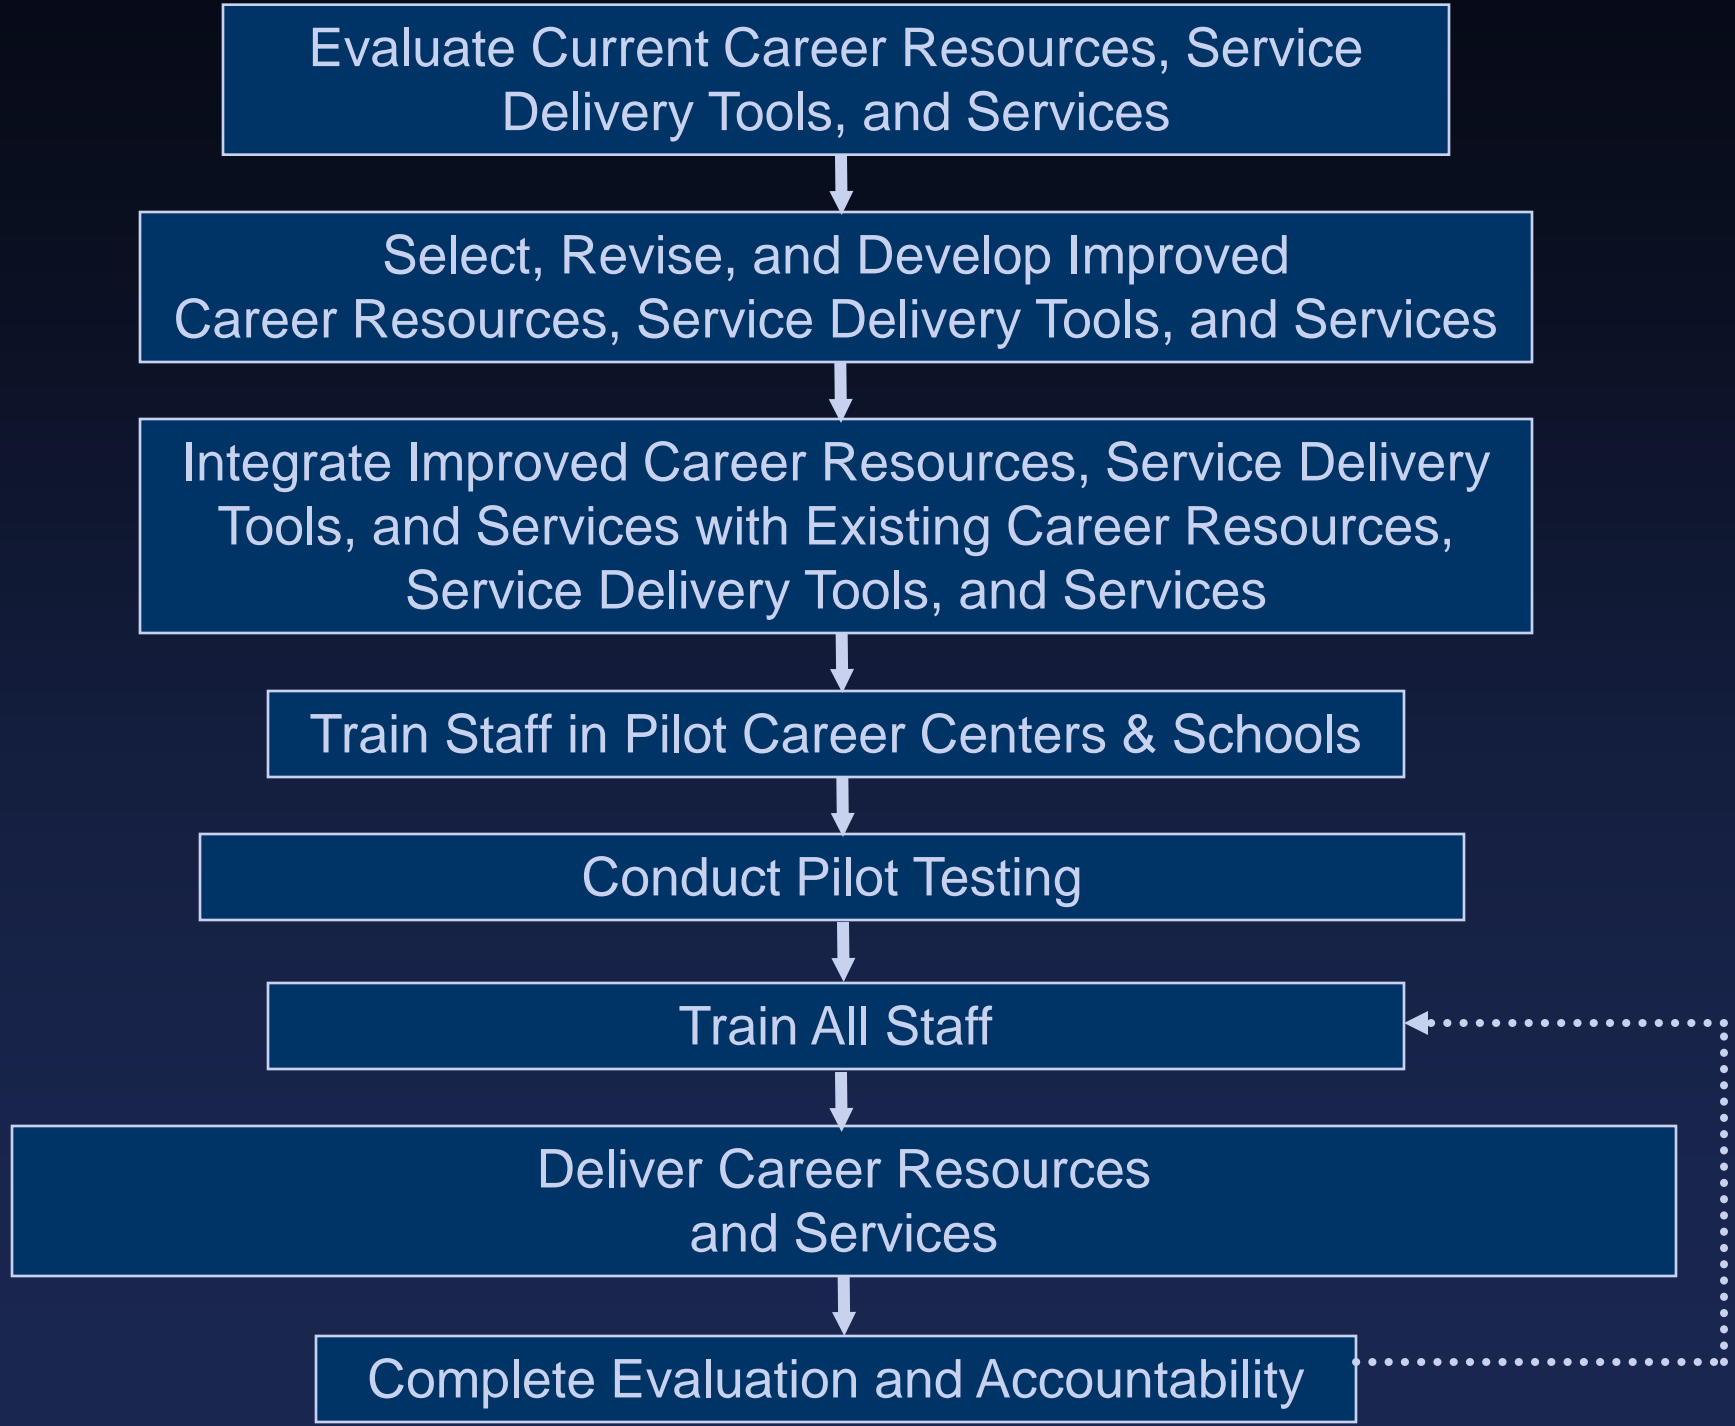 Evaluate Current Career Resources, Service
Delivery Tools, and Services
Select, Revise, and Develop Improved
Career Resources, Service Delivery Tools, and Services
Integrate Improved Career Resources, Service Delivery
Tools, and Services with Existing Career Resources,
Service Delivery Tools, and Services
Train Staff in Pilot Career Centers & Schools
Conduct Pilot Testing
Train All Staff
Deliver Career Resources
and Services
Complete Evaluation and Accountability